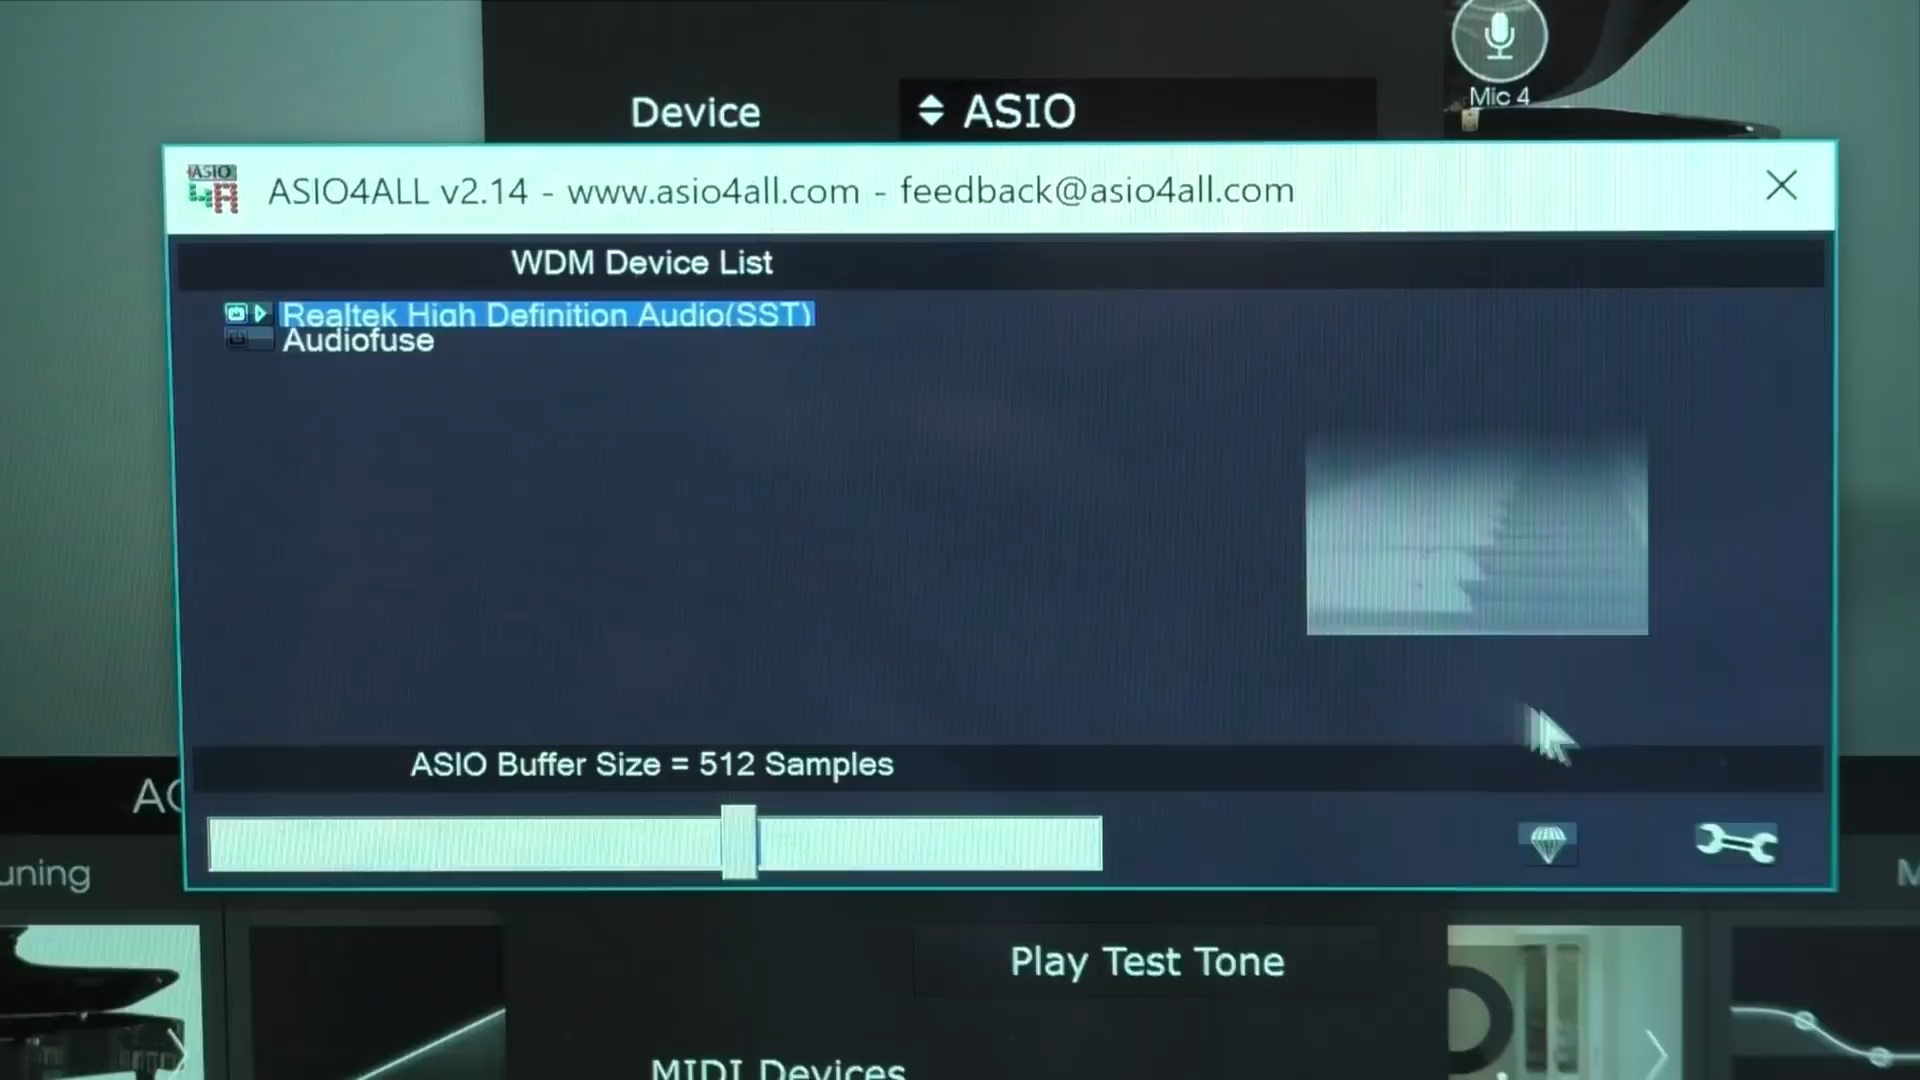 Mic 4
Device ASIO
ASIO
ASIO4ALL v2.14 - www.asio4all.com - feedback@asio4all.com
WDM Device List
Realtek High Definition Audio(SST)
Audiofuse
ASIO Buffer Size = 512 Samples
uning
Play Test Tone
MIDI Devices